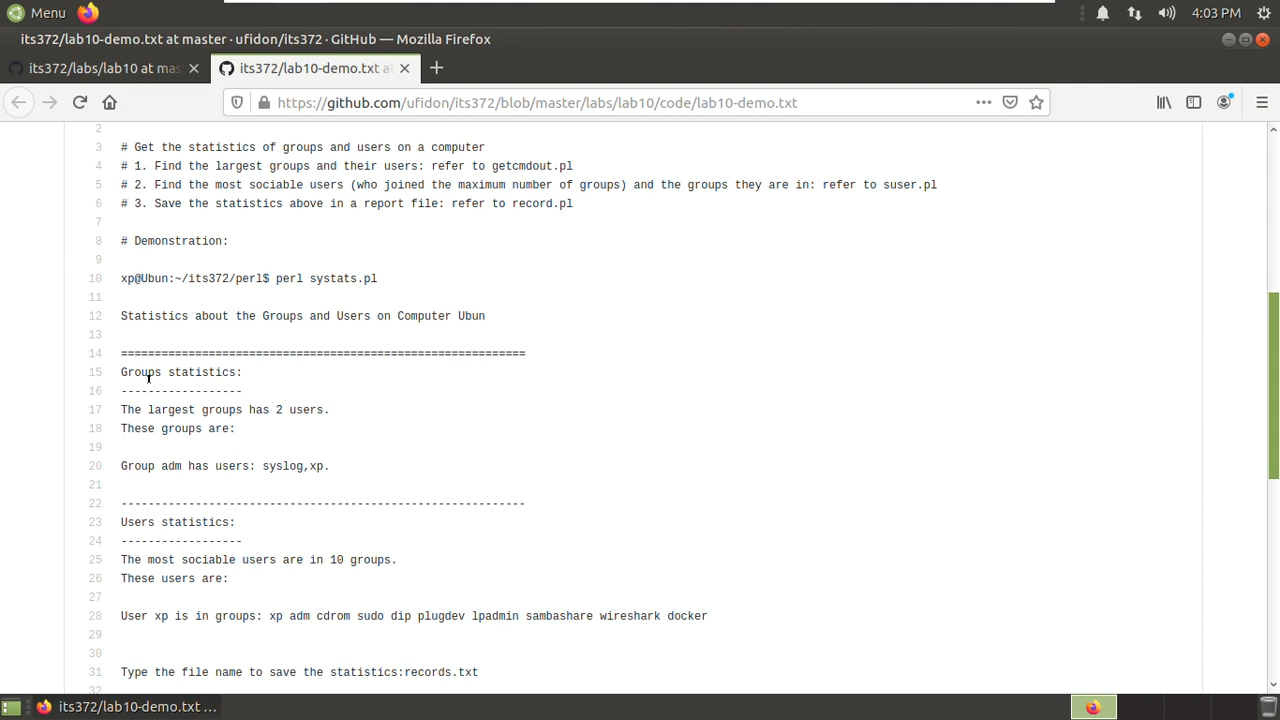 Menu
4:03 PM
its372/lab10-demo.txt at master · ufidon/its372 · GitHub — Mozilla Firefox
its372/labs/lab10 at mas
its372/lab10-demo.txt at
https://github.com/ufidon/its372/blob/master/labs/lab10/code/lab10-demo.txt
2
3 # Get the statistics of groups and users on a computer
4 # 1. Find the largest groups and their users: refer to getcmdout.pl
5 # 2. Find the most sociable users (who joined the maximum number of groups) and the groups they are in: refer to suser.pl
6 # 3. Save the statistics above in a report file: refer to record.pl
7
8 # Demonstration:
9
10 xp@Ubun:~/its372/perl$ perl systats.pl
11
12 Statistics about the Groups and Users on Computer Ubun
13
14 ============================================================
15 Groups statistics:
16 ------------------
17 The largest groups has 2 users.
18 These groups are:
19
20 Group adm has users: syslog,xp.
21
22 ------------------------------------------------------------
23 Users statistics:
24 ------------------
25 The most sociable users are in 10 groups.
26 These users are:
27
28 User xp is in groups: xp adm cdrom sudo dip plugdev lpadmin sambashare wireshark docker
29
30
31 Type the file name to save the statistics:records.txt
32
its372/lab10-demo.txt ...